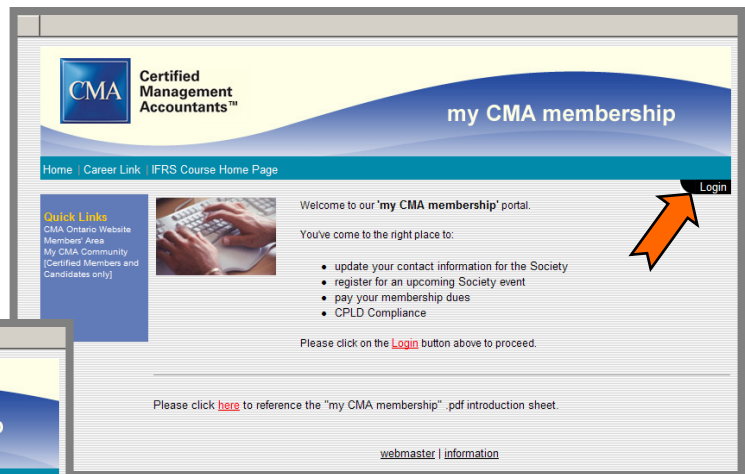 CMA
Certified
Management
Accountants™
my CMA membership
Home | Career Link | IFRS Course Home Page
Login
Quick Links
CMA Ontario Website
Members' Area
My CMA Community
[Certified Members and
Candidates only]
Welcome to our 'my CMA membership' portal.
You've come to the right place to:
• update your contact information for the Society
• register for an upcoming Society event
• pay your membership dues
• CPLD Compliance
Please click on the Login button above to proceed.
Please click here to reference the "my CMA membership" .pdf introduction sheet.
webmaster | information